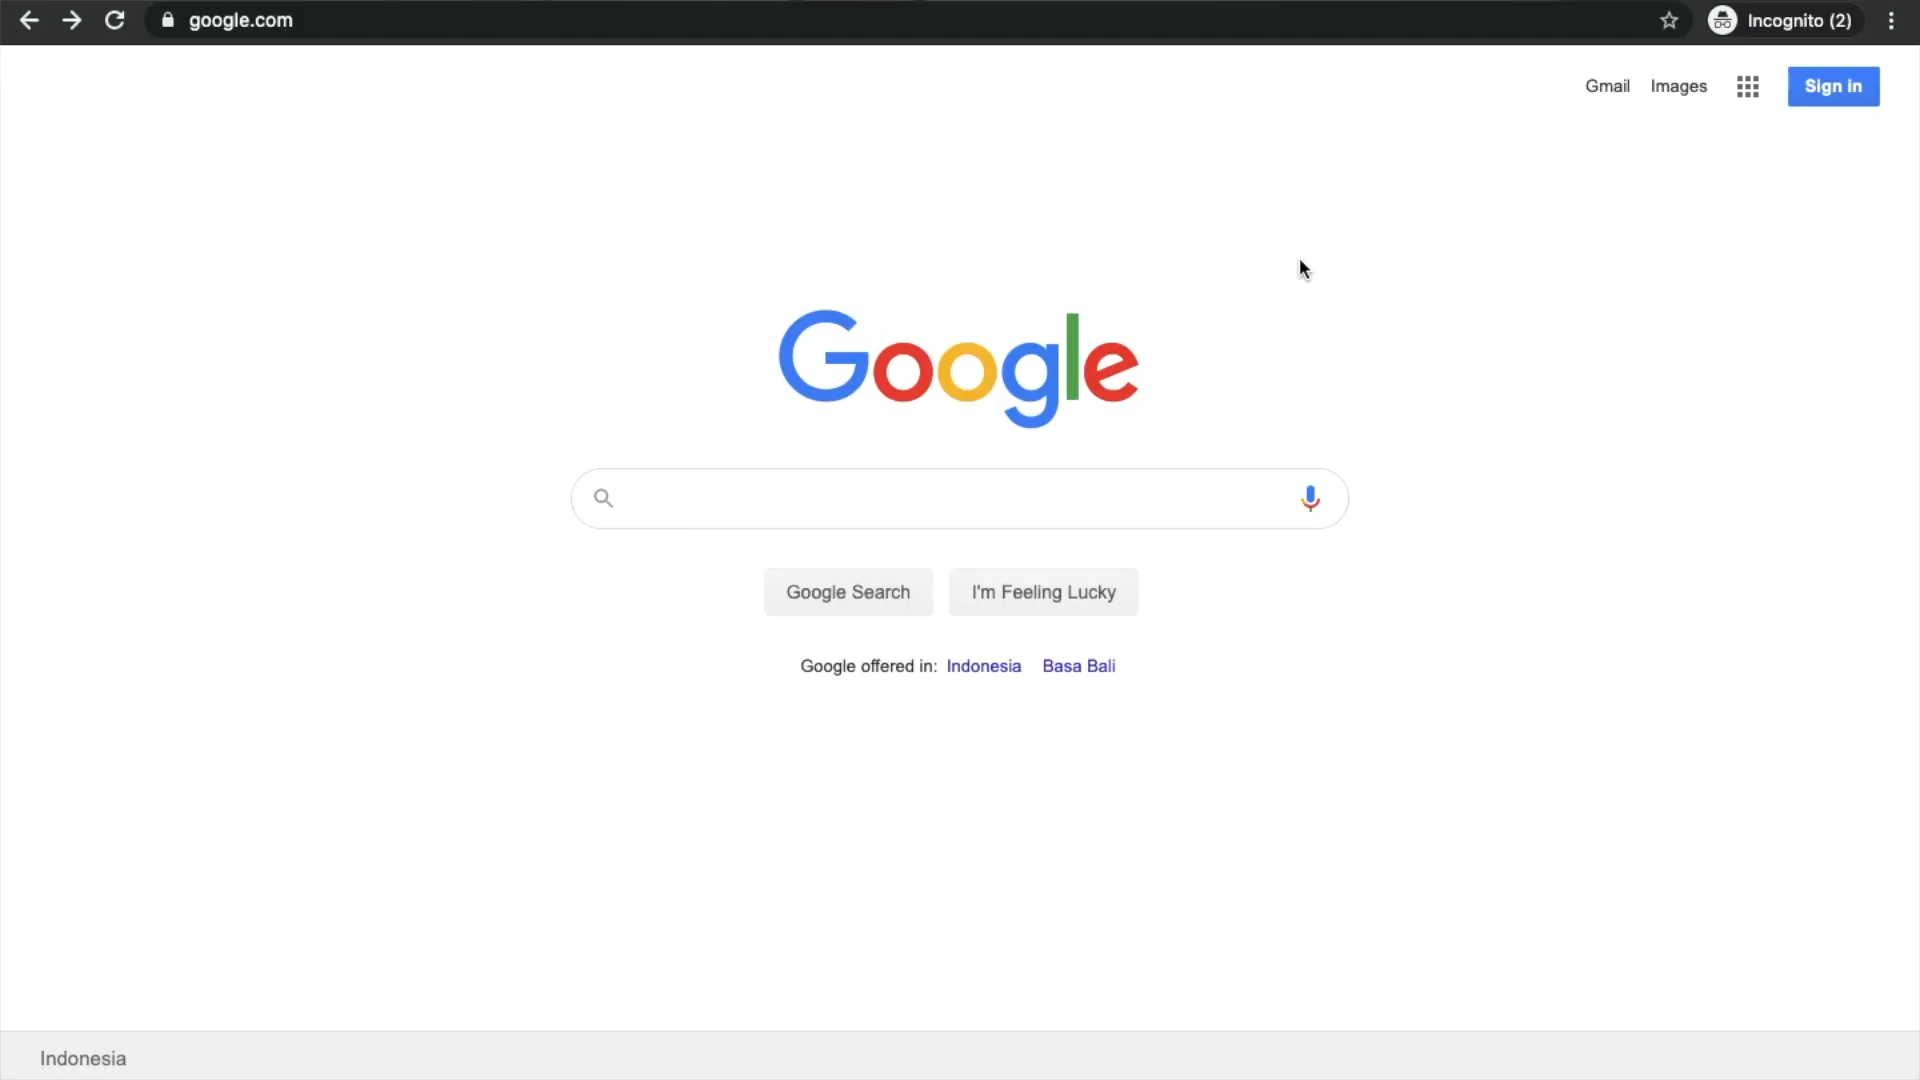 google.com
Incognito (2)
Gmail Images
Sign in
Google
Google Search I'm Feeling Lucky
Google offered in: Indonesia Basa Bali
Indonesia